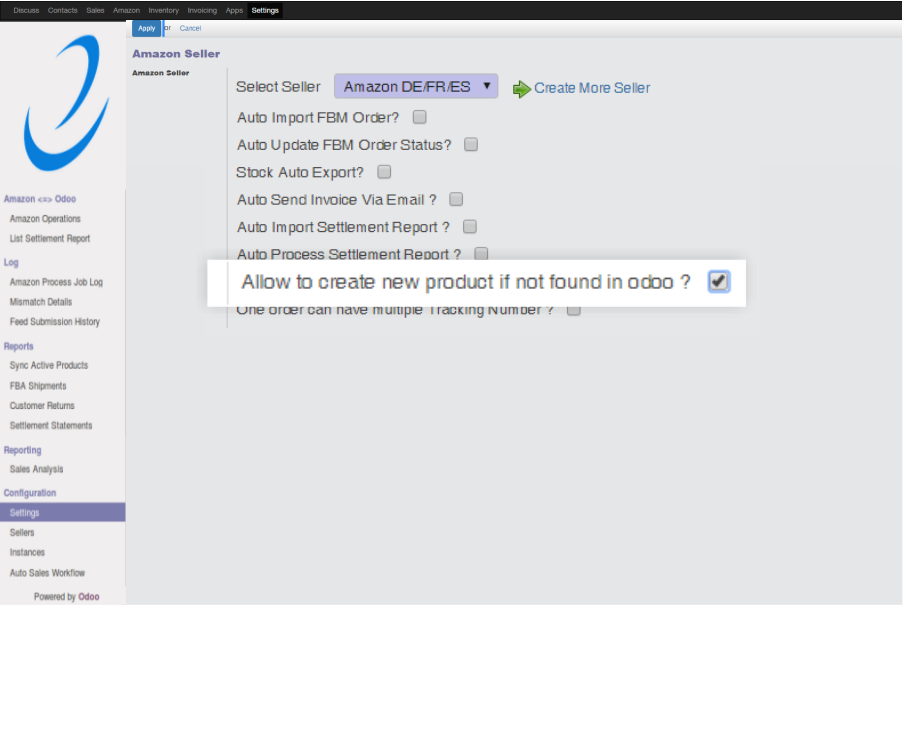 Discuss Contacts Sales Amazon Inventory Invoicing Apps Settings
Apply or Cancel
Amazon Seller
Amazon Seller
Select Seller Amazon DE/FR/ES ▼ Create More Seller
Auto Import FBM Order?
Auto Update FBM Order Status?
Stock Auto Export?
Auto Send Invoice Via Email ?
Auto Import Settlement Report ?
Auto Process Settlement Report ?
Allow to create new product if not found in odoo ?
One order can have multiple Tracking Number ?
Amazon <=> Odoo
Amazon Operations
List Settlement Report
Log
Amazon Process Job Log
Mismatch Details
Feed Submission History
Reports
Sync Active Products
FBA Shipments
Customer Returns
Settlement Statements
Reporting
Sales Analysis
Configuration
Settings
Sellers
Instances
Auto Sales Workflow
Powered by Odoo